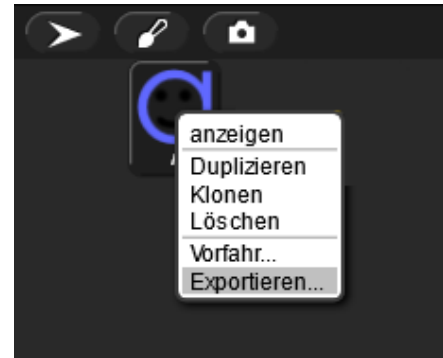 anzeigen
Duplizieren
Klonen
Löschen
Vorfahr...
Exportieren...